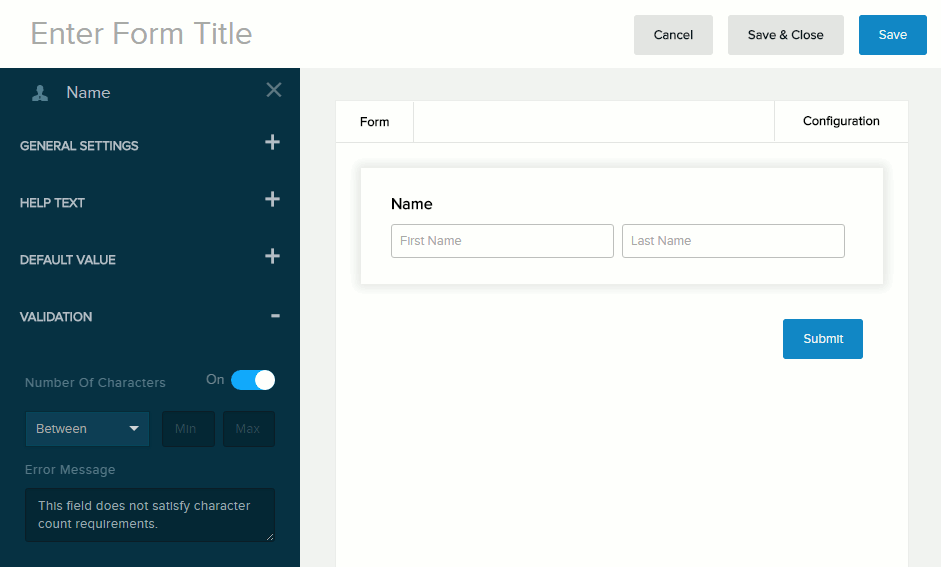 Enter Form Title
Cancel
Save & Close
Save
Name
GENERAL SETTINGS
HELP TEXT
DEFAULT VALUE
VALIDATION
Number Of Characters
On
Between
Min
Max
Error Message
This field does not satisfy character
count requirements.
Form
Configuration
Name
First Name
Last Name
Submit